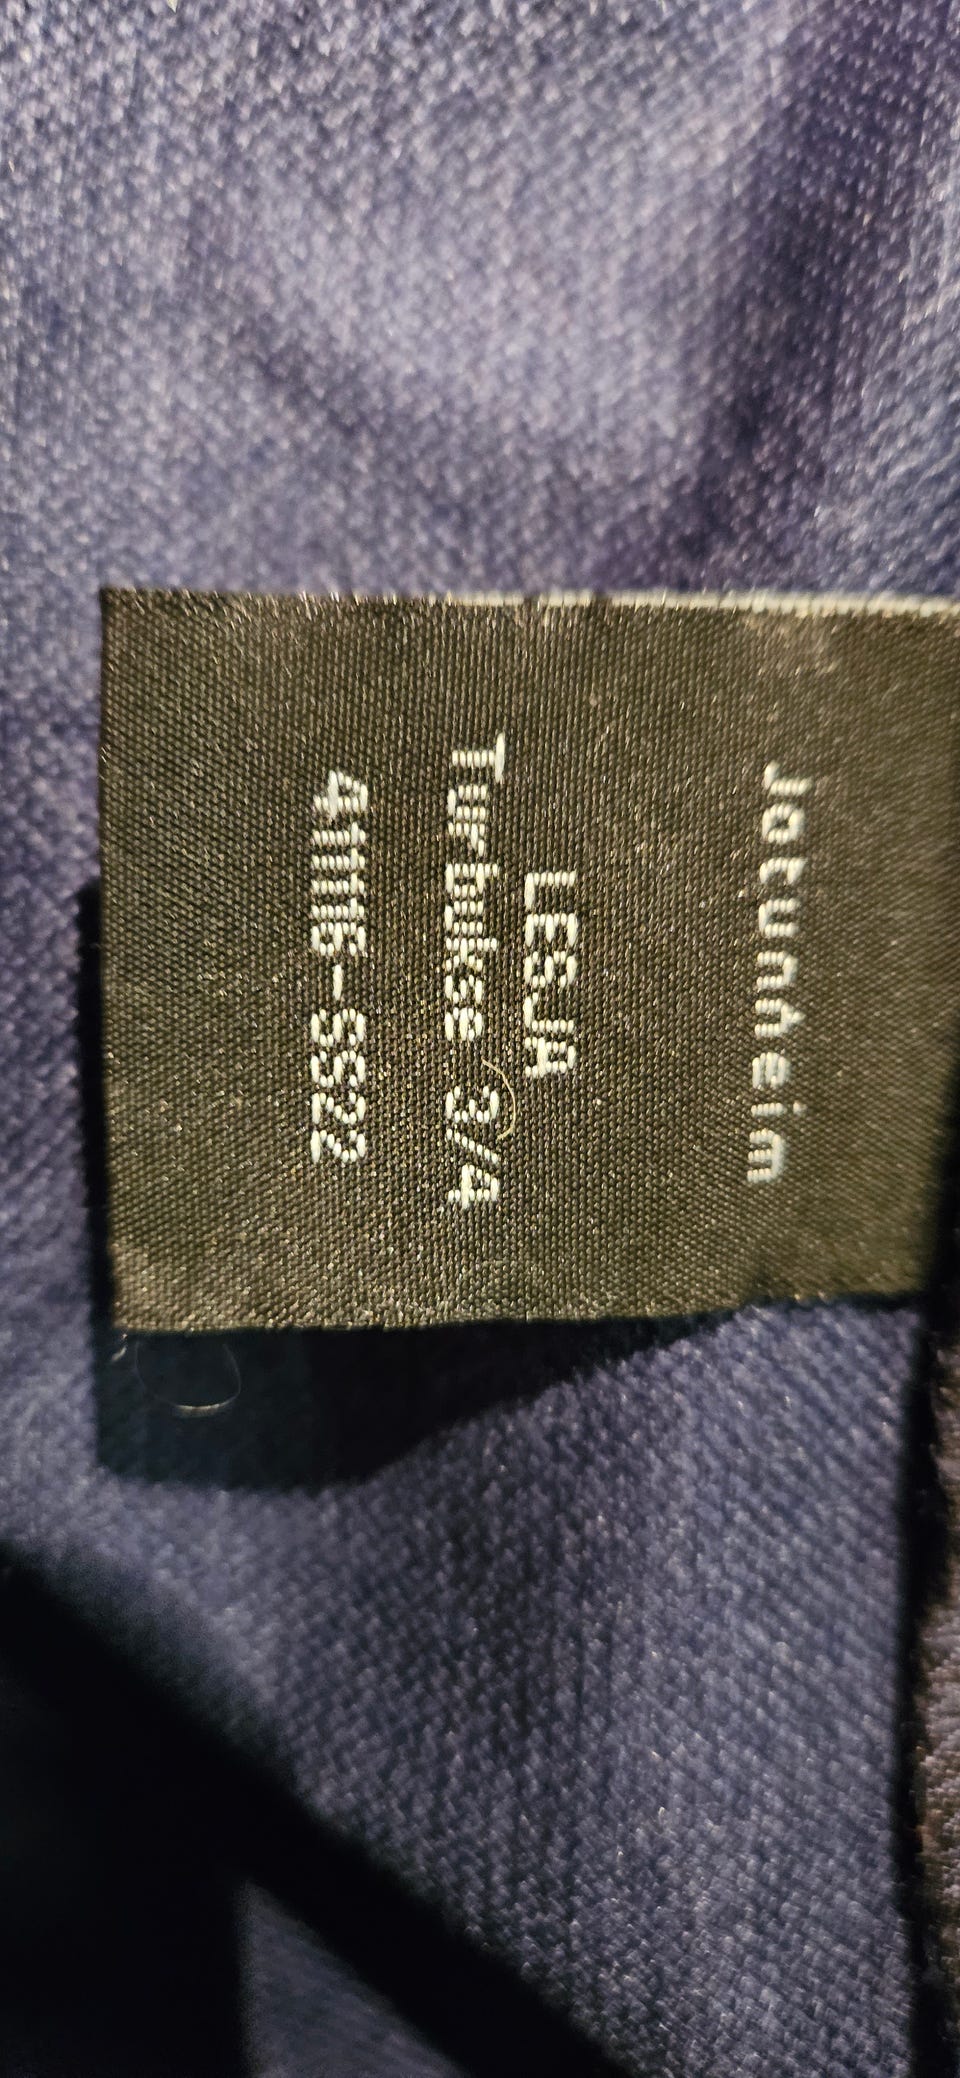 Jotunheim
LESJA
Turbukse 3/4
41116-SS22